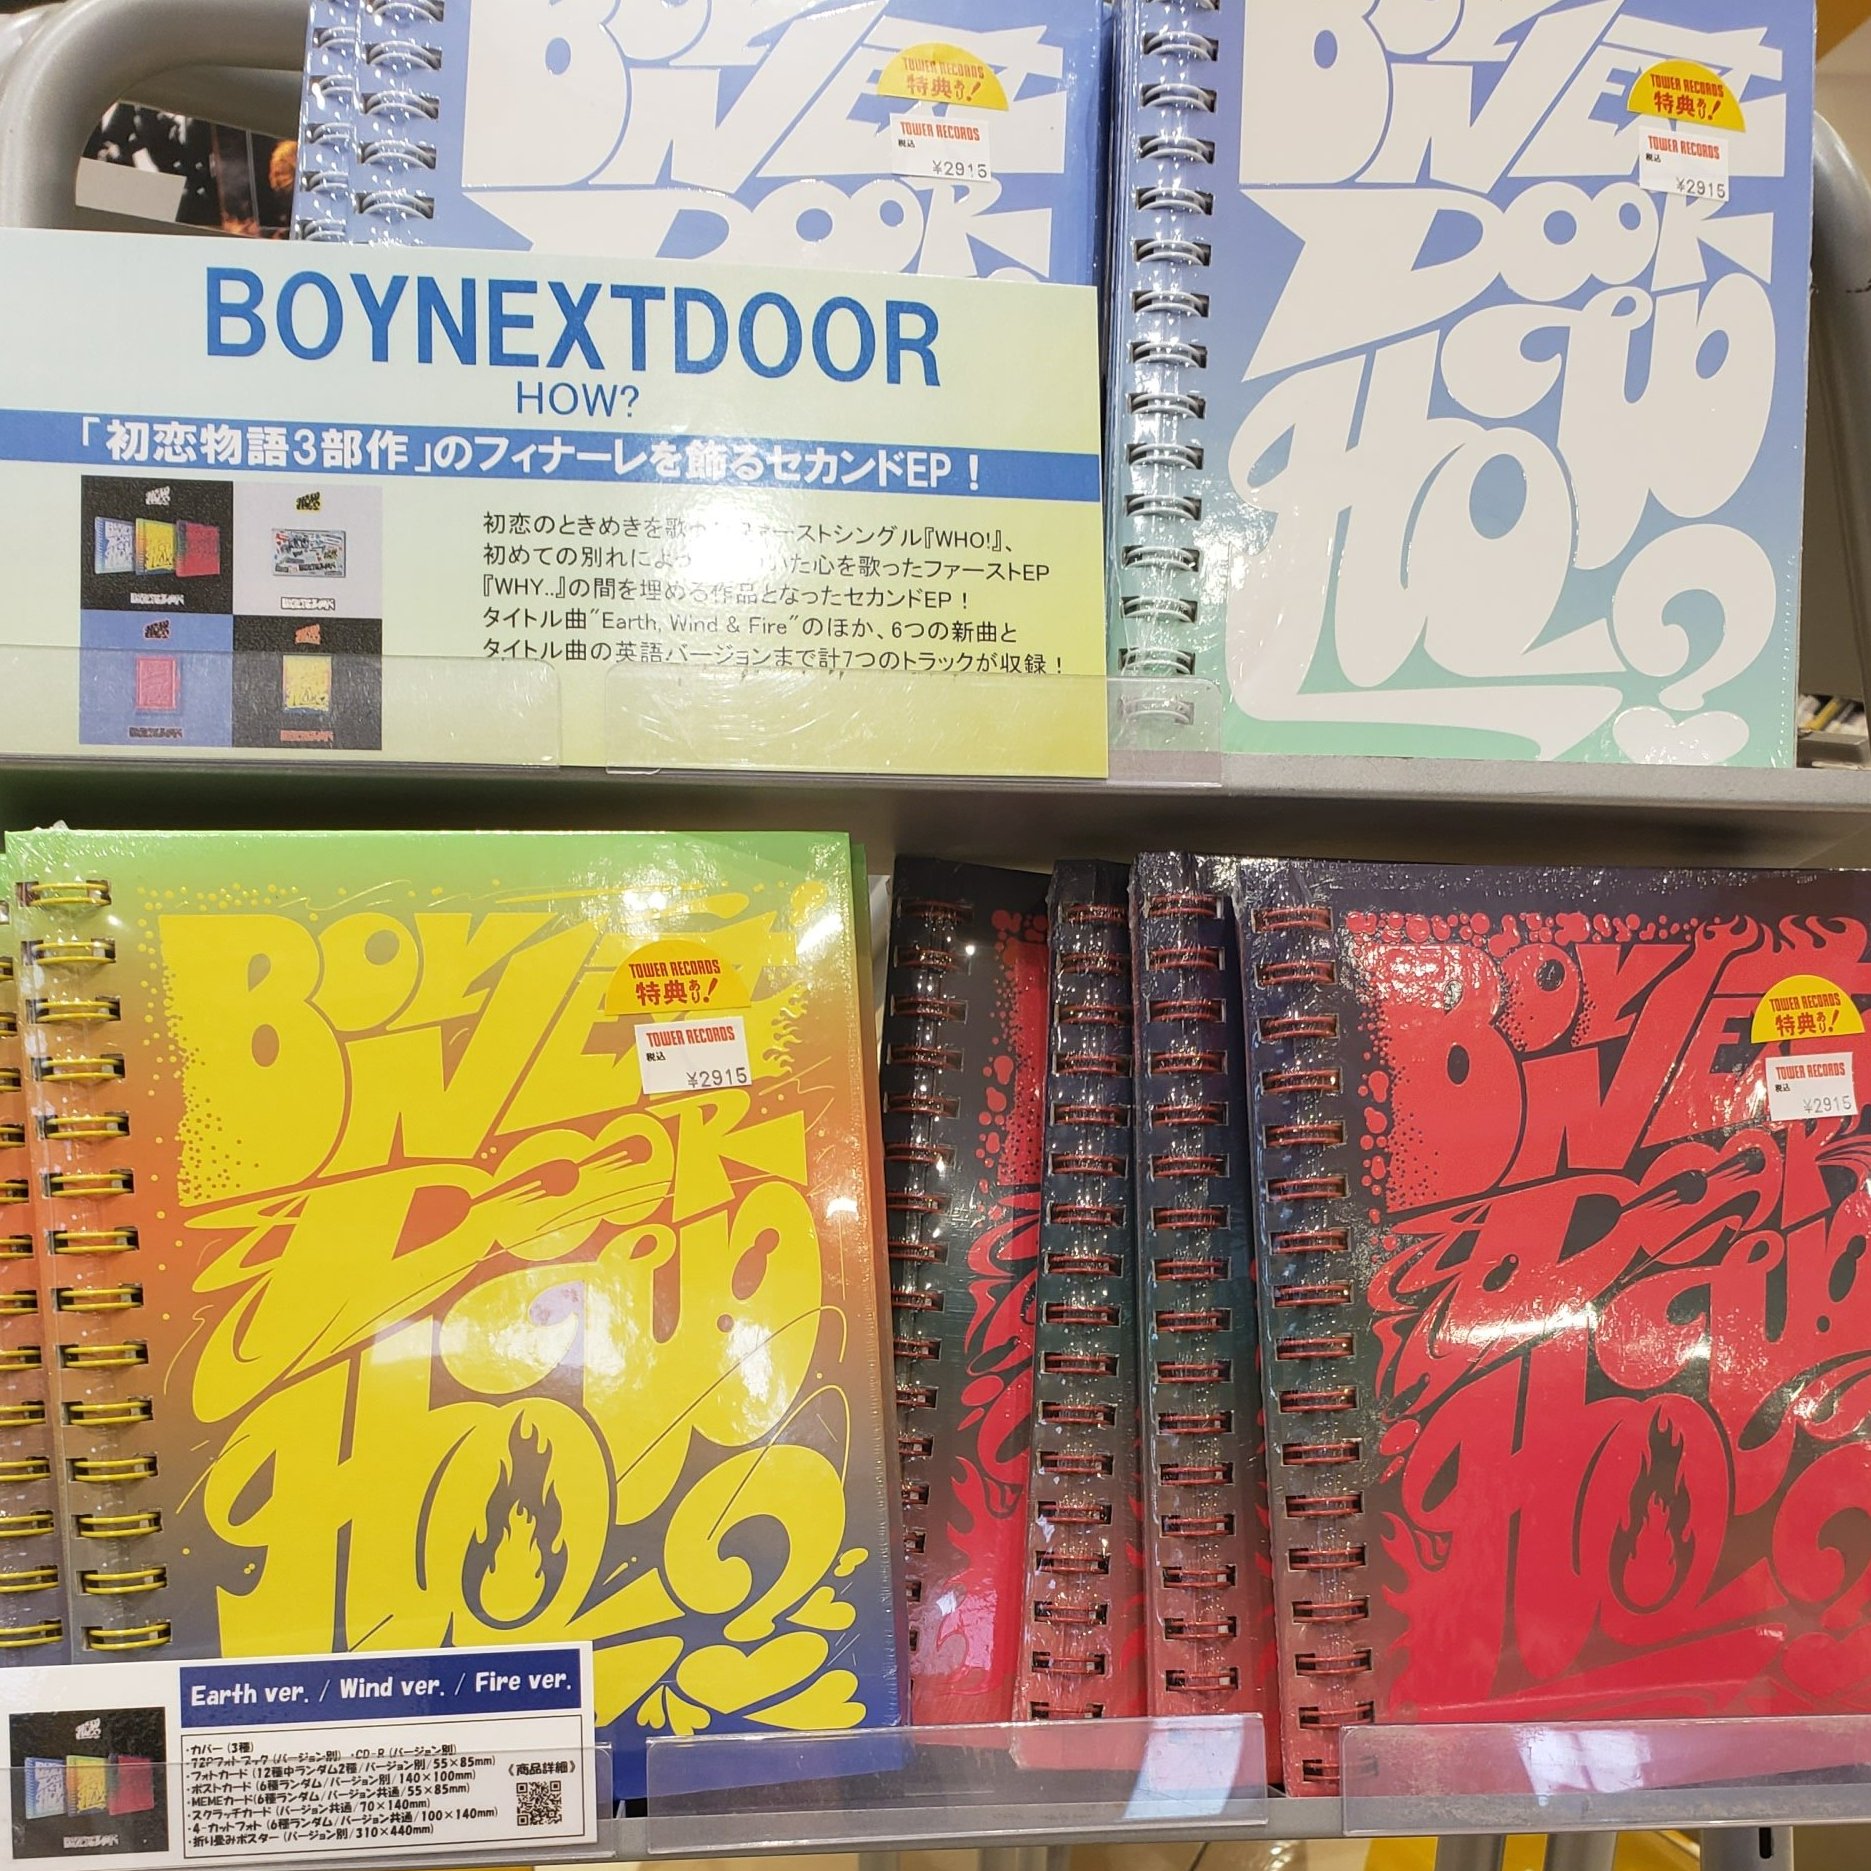 BOYNEXTDOOR
TOWER RECORDS
特典あり!
TOWER RECORDS
税込
¥2915
BOYNEXTDOOR
2ND EP
HOW?
TOWER RECORDS
特典あり!
TOWER RECORDS
税込
¥2915
BOYNEXTDOOR
HOW?
「初恋物語3部作」のフィナーレを飾るセカンドEP！
初恋のときめきを歌 ファーストシングル『WHO!』、
初めての別れによ いた心を歌ったファーストEP
『WHY..』の間を埋める作品となったセカンドEP！
タイトル曲"Earth, Wind & Fire"のほか、6つの新曲と
タイトル曲の英語バージョンまで計7つのトラックが収録！
BOYNEXTDOOR
2ND EP
HOW?
TOWER RECORDS
特典あり!
TOWER RECORDS
税込
¥2915
BOYNEXTDOOR
2ND EP
HOW?
TOWER RECORDS
特典あり!
TOWER RECORDS
税込
¥2915
Earth ver. / Wind ver. / Fire ver.
・カバー (3種)
・72Pフォトブック (バージョン別) ・CD-R (バージョン別)
・フォトカード (12種中ランダム2種/バージョン別/55×85mm)
・ポストカード (6種ランダム/バージョン別/140×100mm)
・MEMEカード(6種ランダム/バージョン共通/55×85mm)
・スクラッチカード (バージョン共通/70×140mm)
・4-カットフォト (6種ランダム/バージョン共通/100×140mm)
・折り畳みポスター (バージョン別/310×440mm)
《商品詳細》